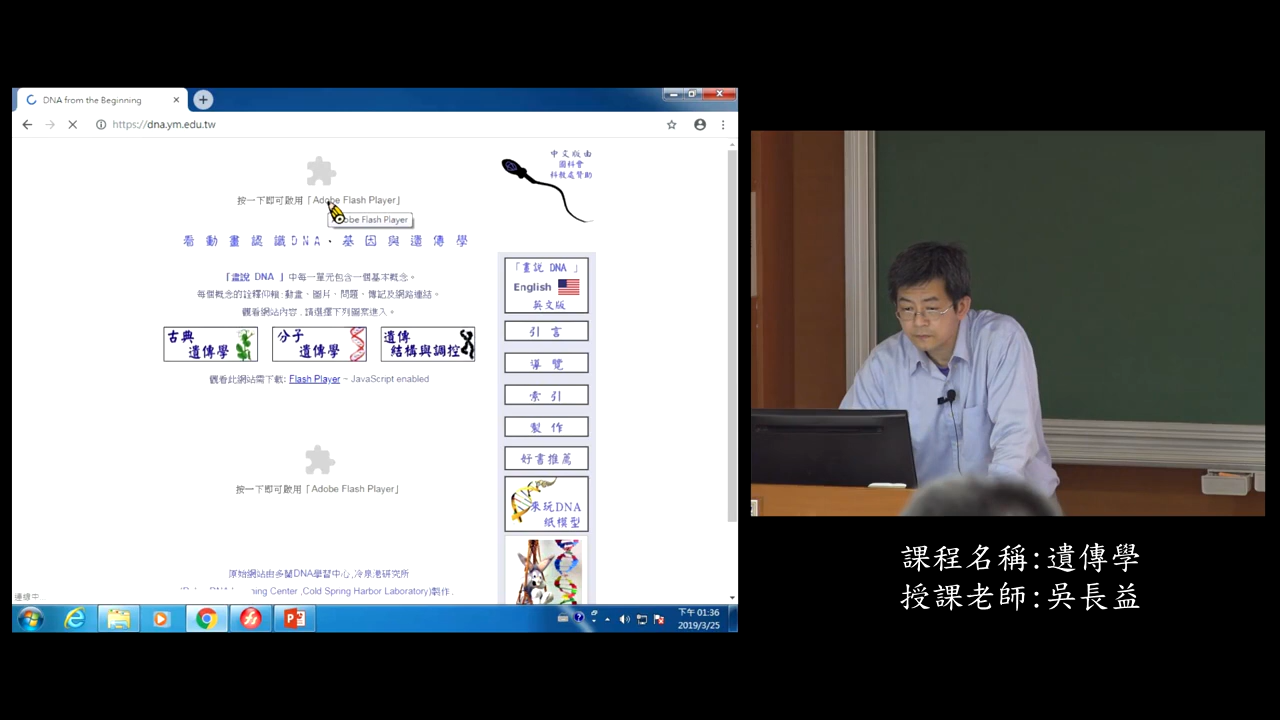 DNA from the Beginning
https://dna.ym.edu.tw
按一下即可啟用「Adobe Flash Player」
Adobe Flash Player
看動畫認識DNA、基因與遺傳學
「畫說 DNA 」中每一單元包含一個基本概念。
每個概念的詮釋仰賴:動畫、圖片、問題、傳記及網路連結。
觀看網站內容,請選擇下列圖案進入。
古典
遺傳學
分子
遺傳學
遺傳
結構與調控
觀看此網站需下載: Flash Player ~ JavaScript enabled
按一下即可啟用「Adobe Flash Player」
原始網站由多蘭DNA學習中心,冷泉港研究所
Center ,Cold Spring Harbor Laboratory)製作.
連線中...
中文版由
國科會
科教處贊助
「畫說 DNA 」
English
英文版
引言
導覽
索引
製作
好書推薦
來玩DNA
紙模型
下午 01:36
2019/3/25
課程名稱:遺傳學
授課老師:吳長益